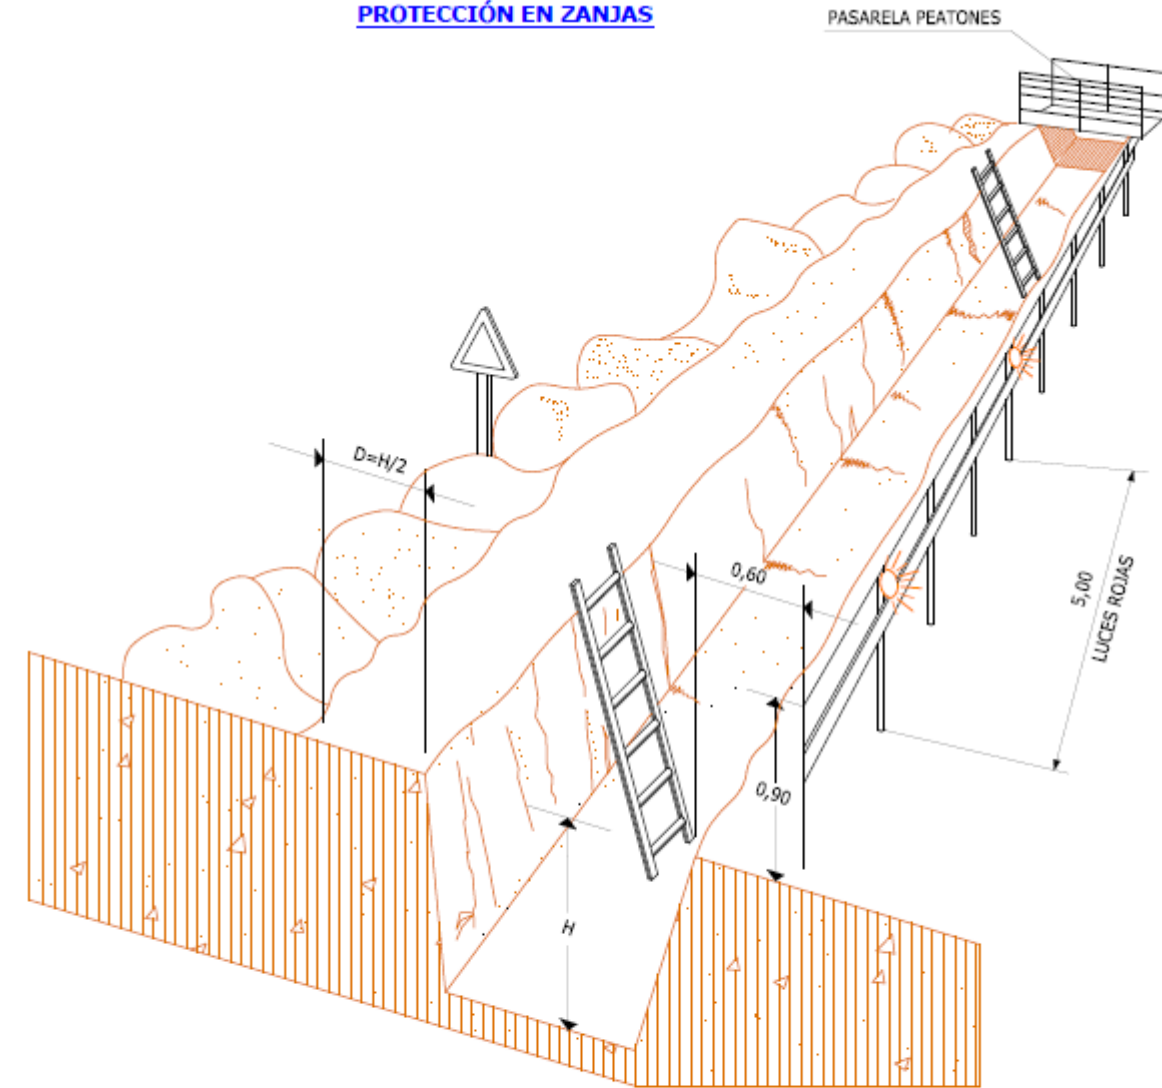 PROTECCIÓN EN ZANJAS
PASARELA PEATONES
D=H/2
0,60
5,00
LUCES ROJAS
0,90
H